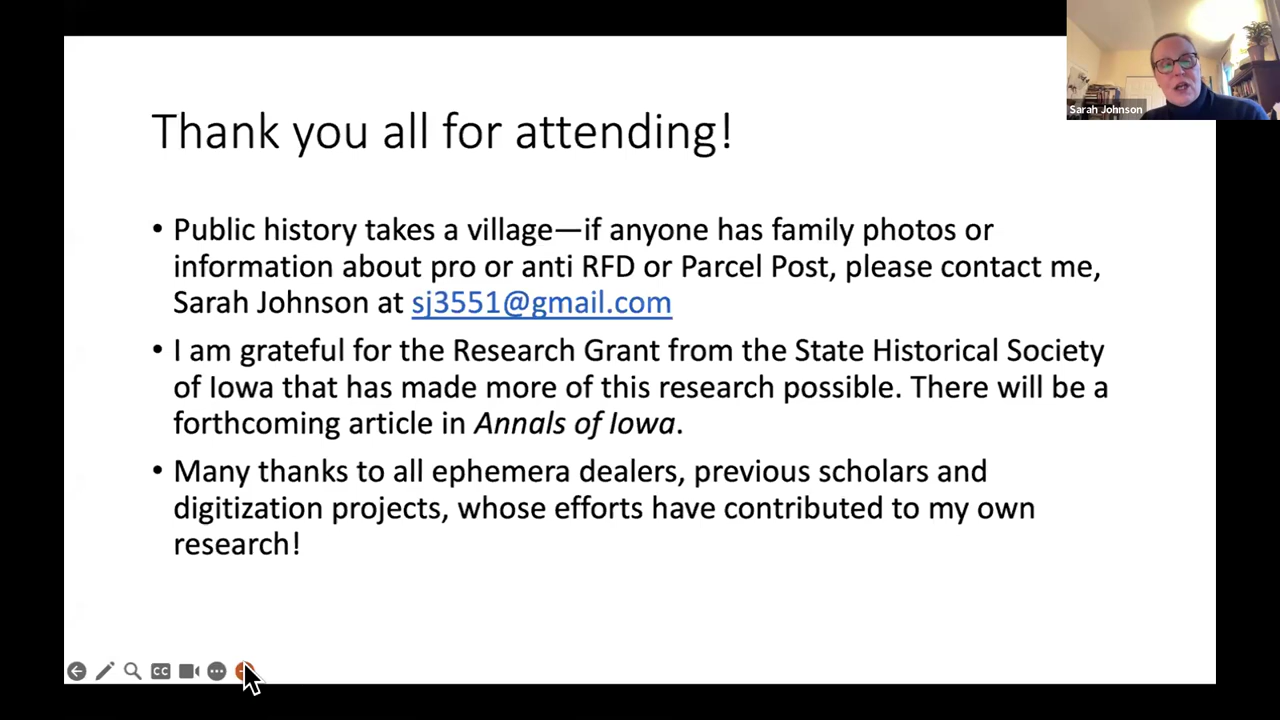 Sarah Johnson
Thank you all for attending!
• Public history takes a village—if anyone has family photos or
information about pro or anti RFD or Parcel Post, please contact me,
Sarah Johnson at sj3551@gmail.com
• I am grateful for the Research Grant from the State Historical Society
of Iowa that has made more of this research possible. There will be a
forthcoming article in Annals of Iowa.
• Many thanks to all ephemera dealers, previous scholars and
digitization projects, whose efforts have contributed to my own
research!
CC